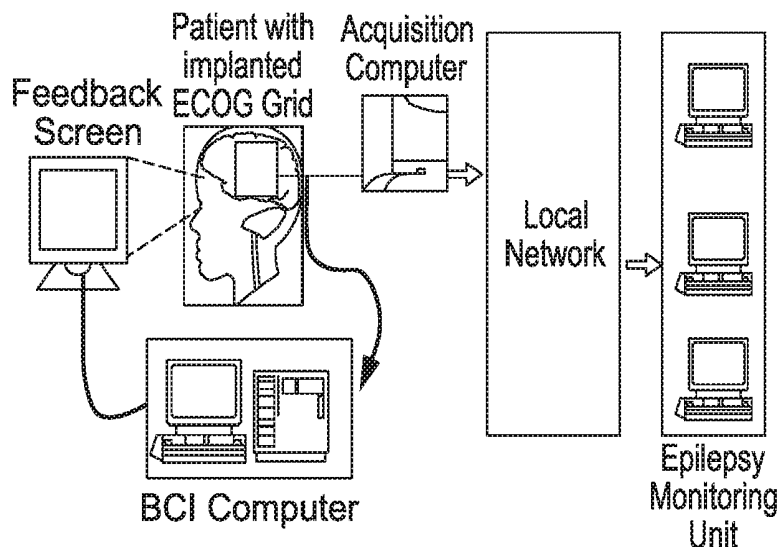 Feedback
Screen
Patient with
implanted
ECOG Grid
Acquisition
Computer
Local
Network
BCI Computer
Epilepsy
Monitoring
Unit